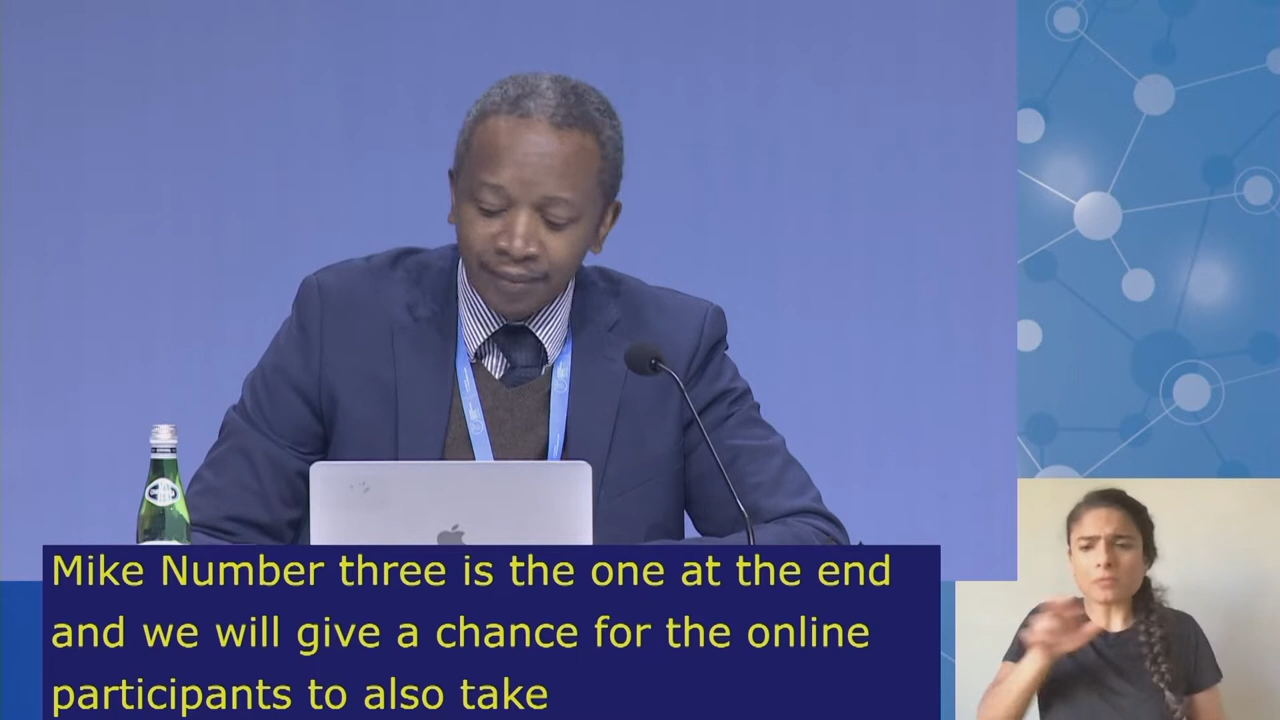 Mike Number three is the one at the end
and we will give a chance for the online
participants to also take